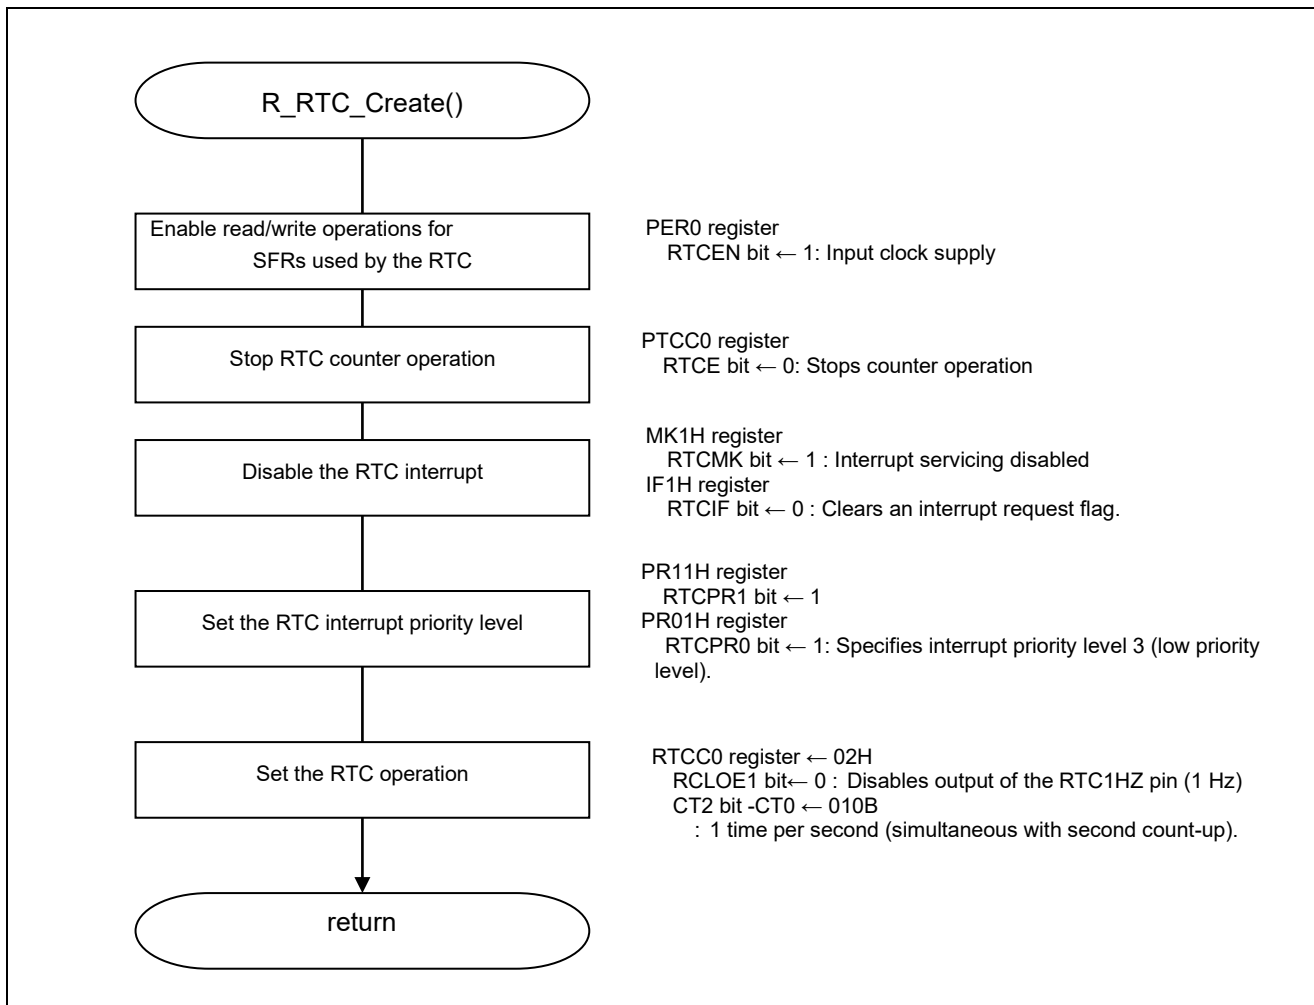 R_RTC_Create()
Enable read/write operations for
SFRs used by the RTC
PER0 register
RTCEN bit ← 1: Input clock supply
Stop RTC counter operation
PTCC0 register
RTCE bit ← 0: Stops counter operation
Disable the RTC interrupt
MK1H register
RTCMK bit ← 1 : Interrupt servicing disabled
IF1H register
RTCIF bit ← 0 : Clears an interrupt request flag.
Set the RTC interrupt priority level
PR11H register
RTCPR1 bit ← 1
PR01H register
RTCPR0 bit ← 1: Specifies interrupt priority level 3 (low priority
level).
Set the RTC operation
RTCC0 register ← 02H
RCLOE1 bit← 0 : Disables output of the RTC1HZ pin (1 Hz)
CT2 bit -CT0 ← 010B
: 1 time per second (simultaneous with second count-up).
return